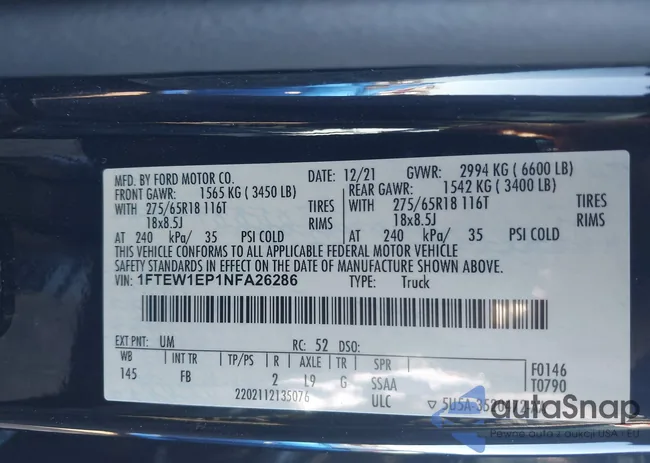 MFD. BY FORD MOTOR CO. DATE: 12/21 GVWR: 2994 KG ( 6600 LB)
FRONT GAWR: 1565 KG ( 3450 LB) REAR GAWR: 1542 KG ( 3400 LB)
WITH 275/65R18 116T TIRES WITH 275/65R18 116T TIRES
18x8.5J RIMS 18x8.5J RIMS
AT 240 kPa/ 35 PSI COLD AT 240 kPa/ 35 PSI COLD
THIS VEHICLE CONFORMS TO ALL APPLICABLE FEDERAL MOTOR VEHICLE
SAFETY STANDARDS IN EFFECT ON THE DATE OF MANUFACTURE SHOWN ABOVE.
VIN: 1FTEW1EP1NFA26286 TYPE: Truck
EXT PNT: UM RC: 52 DSO:
WB INT TR TP/PS R AXLE TR SPR F0146
145 FB 2 L9 G SSAA T0790
2202112135076 ULC
autoSnap
Pewne auta z dealerskich USA i EU